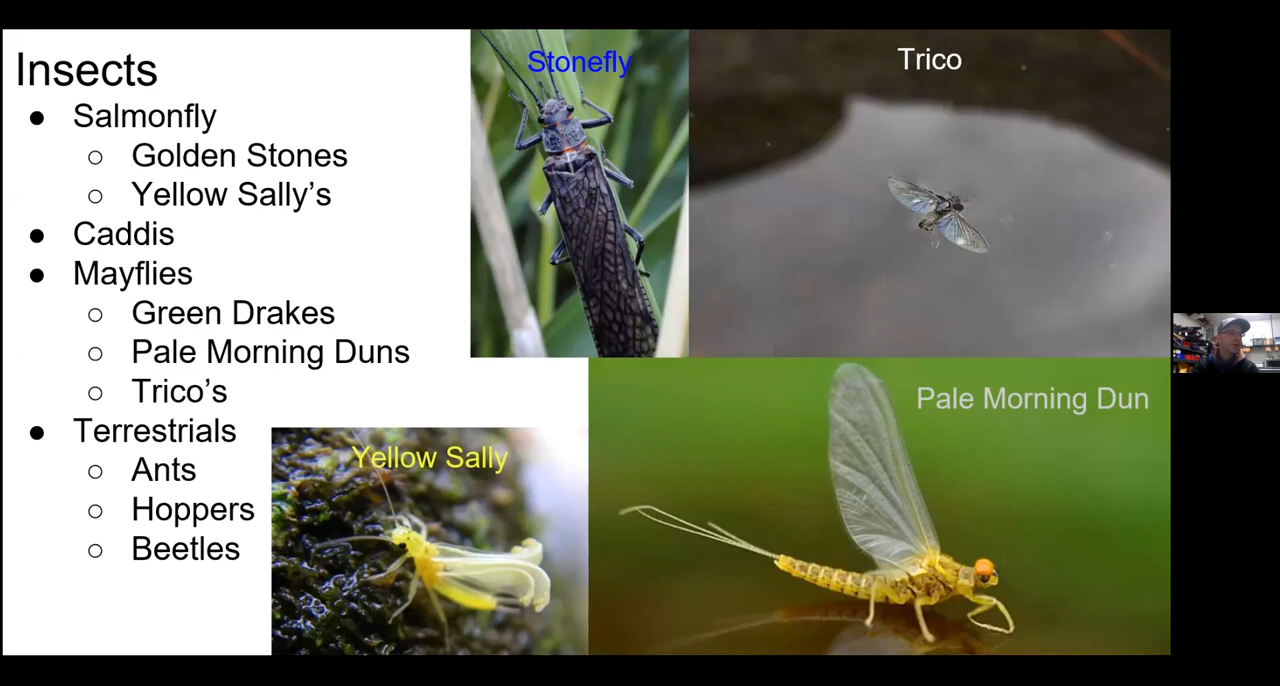 Insects
● Salmonfly
○ Golden Stones
○ Yellow Sally’s
● Caddis
● Mayflies
○ Green Drakes
○ Pale Morning Duns
○ Trico’s
● Terrestrials
○ Ants
○ Hoppers
○ Beetles
Stonefly
Trico
Yellow Sally
Pale Morning Dun